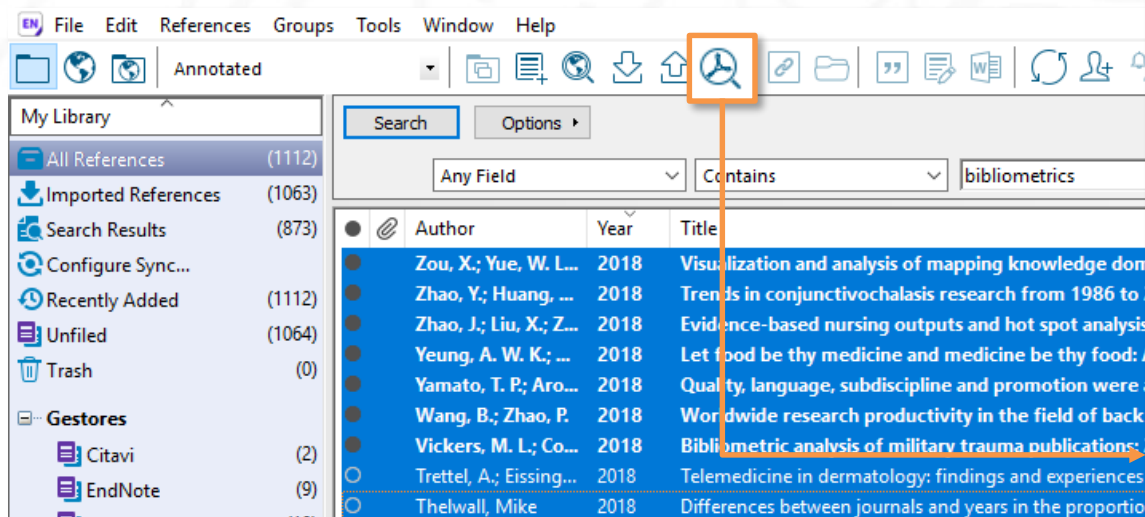 EN File Edit References Groups Tools Window Help
Annotated
My Library
All References (1112)
Imported References (1063)
Search Results (873)
Configure Sync...
Recently Added (1112)
Unfiled (1064)
Trash (0)
Gestores
Citavi (2)
EndNote (9)
Search Options
Any Field Contains bibliometrics
Author Year Title
Zou, X.; Yue, W. L... 2018 Visualization and analysis of mapping knowledge
Zhao, Y.; Huang, ... 2018 Trends in conjunctivochalasis research from 1986 to
Zhao, J.; Liu, X.; Z... 2018 Evidence-based nursing outputs and hot spot analysis
Yeung, A. W. K.; ... 2018 Let food be thy medicine and medicine be thy food:
Yamato, T. P.; Aro... 2018 Quality, language, subdiscipline and promotion were
Wang, B.; Zhao, P. 2018 Worldwide research productivity in the field of back
Vickers, M. L.; Co... 2018 Bibliometric analysis of military trauma publications:
Trettel, A.; Eissing... 2018 Telemedicine in dermatology: findings and experiences
Thelwall, Mike 2018 Differences between journals and years in the